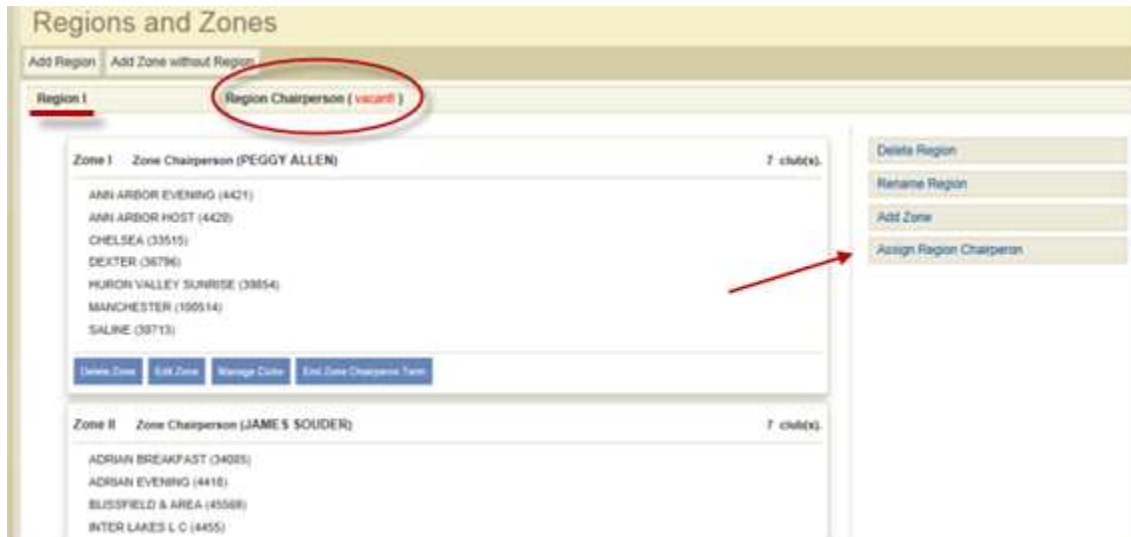 Regions and Zones
Add Region Add Zone without Region
Region I Region Chairperson ( vacant! )
Zone I Zone Chairperson (PEGGY ALLEN) 7 club(s).
ANN ARBOR EVENING (4421)
ANN ARBOR HOST (4420)
CHELSEA (33515)
DEXTER (36796)
HURON VALLEY SUNRISE (39854)
MANCHESTER (100514)
SALINE (39713)
Delete Zone Edit Zone Manage Clubs End Zone Chairperson Term
Zone II Zone Chairperson (JAMES SOUDER) 7 club(s).
ADRIAN BREAKFAST (34085)
ADRIAN EVENING (4418)
BLISSFIELD & AREA (45569)
INTER LAKES L C (4455)
Delete Region
Rename Region
Add Zone
Assign Region Chairperon